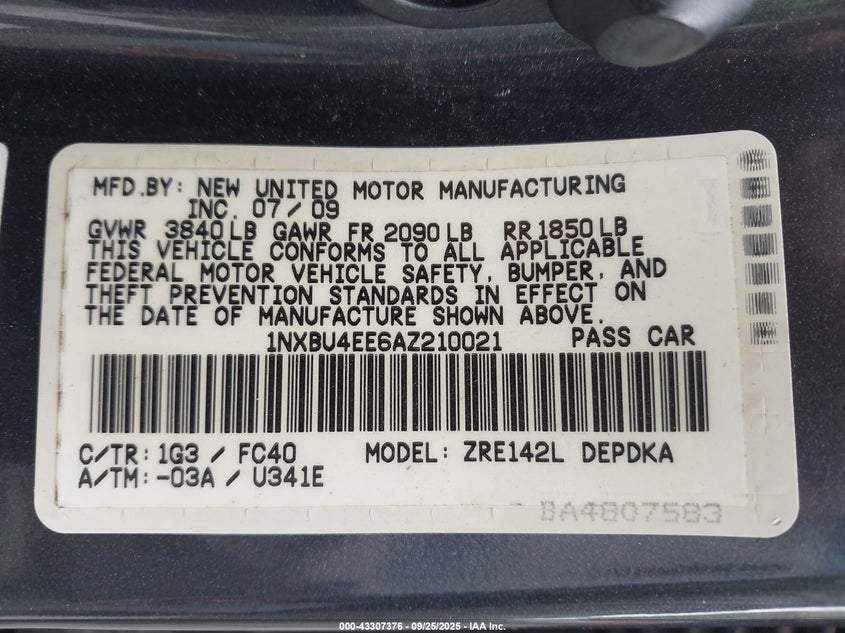 MFD.BY: NEW UNITED MOTOR MANUFACTURING
INC. 07/09
GVWR 3840LB GAWR FR 2090LB RR1850LB
THIS VEHICLE CONFORMS TO ALL APPLICABLE
FEDERAL MOTOR VEHICLE SAFETY, BUMPER, AND
THEFT PREVENTION STANDARDS IN EFFECT ON
THE DATE OF MANUFACTURE SHOWN ABOVE.
1NXBU4EE6AZ210021 PASS CAR
C/TR: 1G3 / FC40 MODEL: ZRE142L DEPDKA
A/TM: -03A / U341E
BA4807583
000-43307376 - 09/25/2025 - IAA Inc.